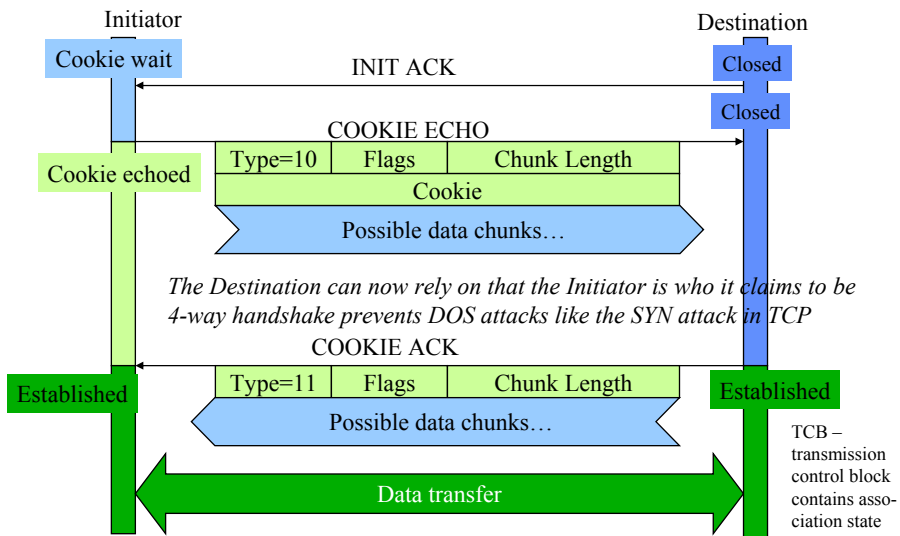 Initiator
Destination
Cookie wait
INIT ACK
Closed
Closed
COOKIE ECHO
Type=10 Flags Chunk Length
Cookie echoed
Cookie
Possible data chunks…
The Destination can now rely on that the Initiator is who it claims to be
4-way handshake prevents DOS attacks like the SYN attack in TCP
COOKIE ACK
Type=11 Flags Chunk Length
Established
Established
Possible data chunks…
TCB –
transmission
control block
contains asso-
ciation state
Data transfer